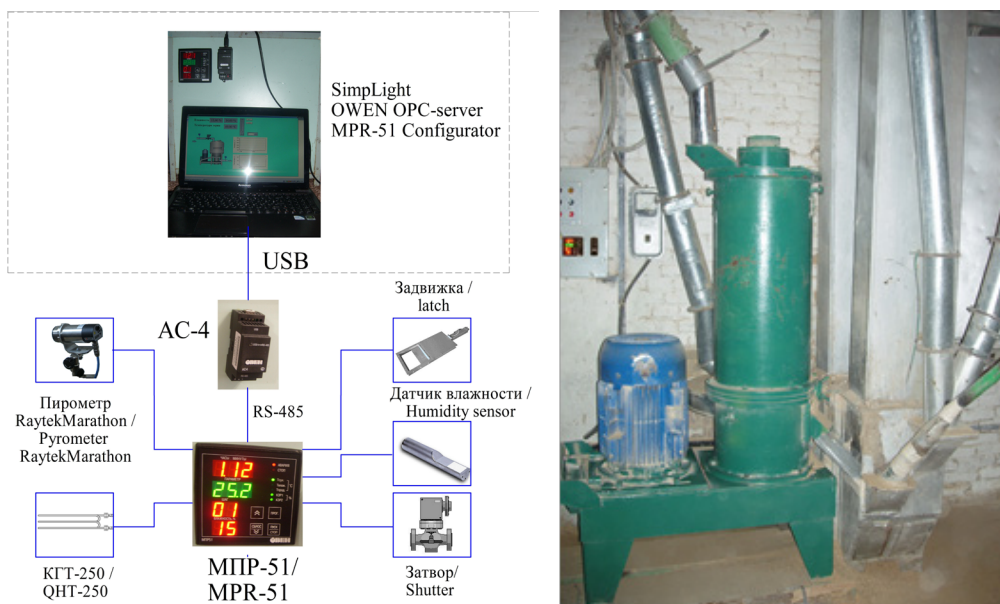 SimpLight
OWEN OPC-server
MPR-51 Configurator
USB
Задвижка /
latch
AC-4
RS-485
Пирометр
RaytekMarathon /
Pyrometer
RaytekMarathon
Датчик влажности /
Humidity sensor
1.12
25.2
01
15
КГТ-250 /
QHT-250
МПР-51/
MPR-51
Затвор/
Shutter